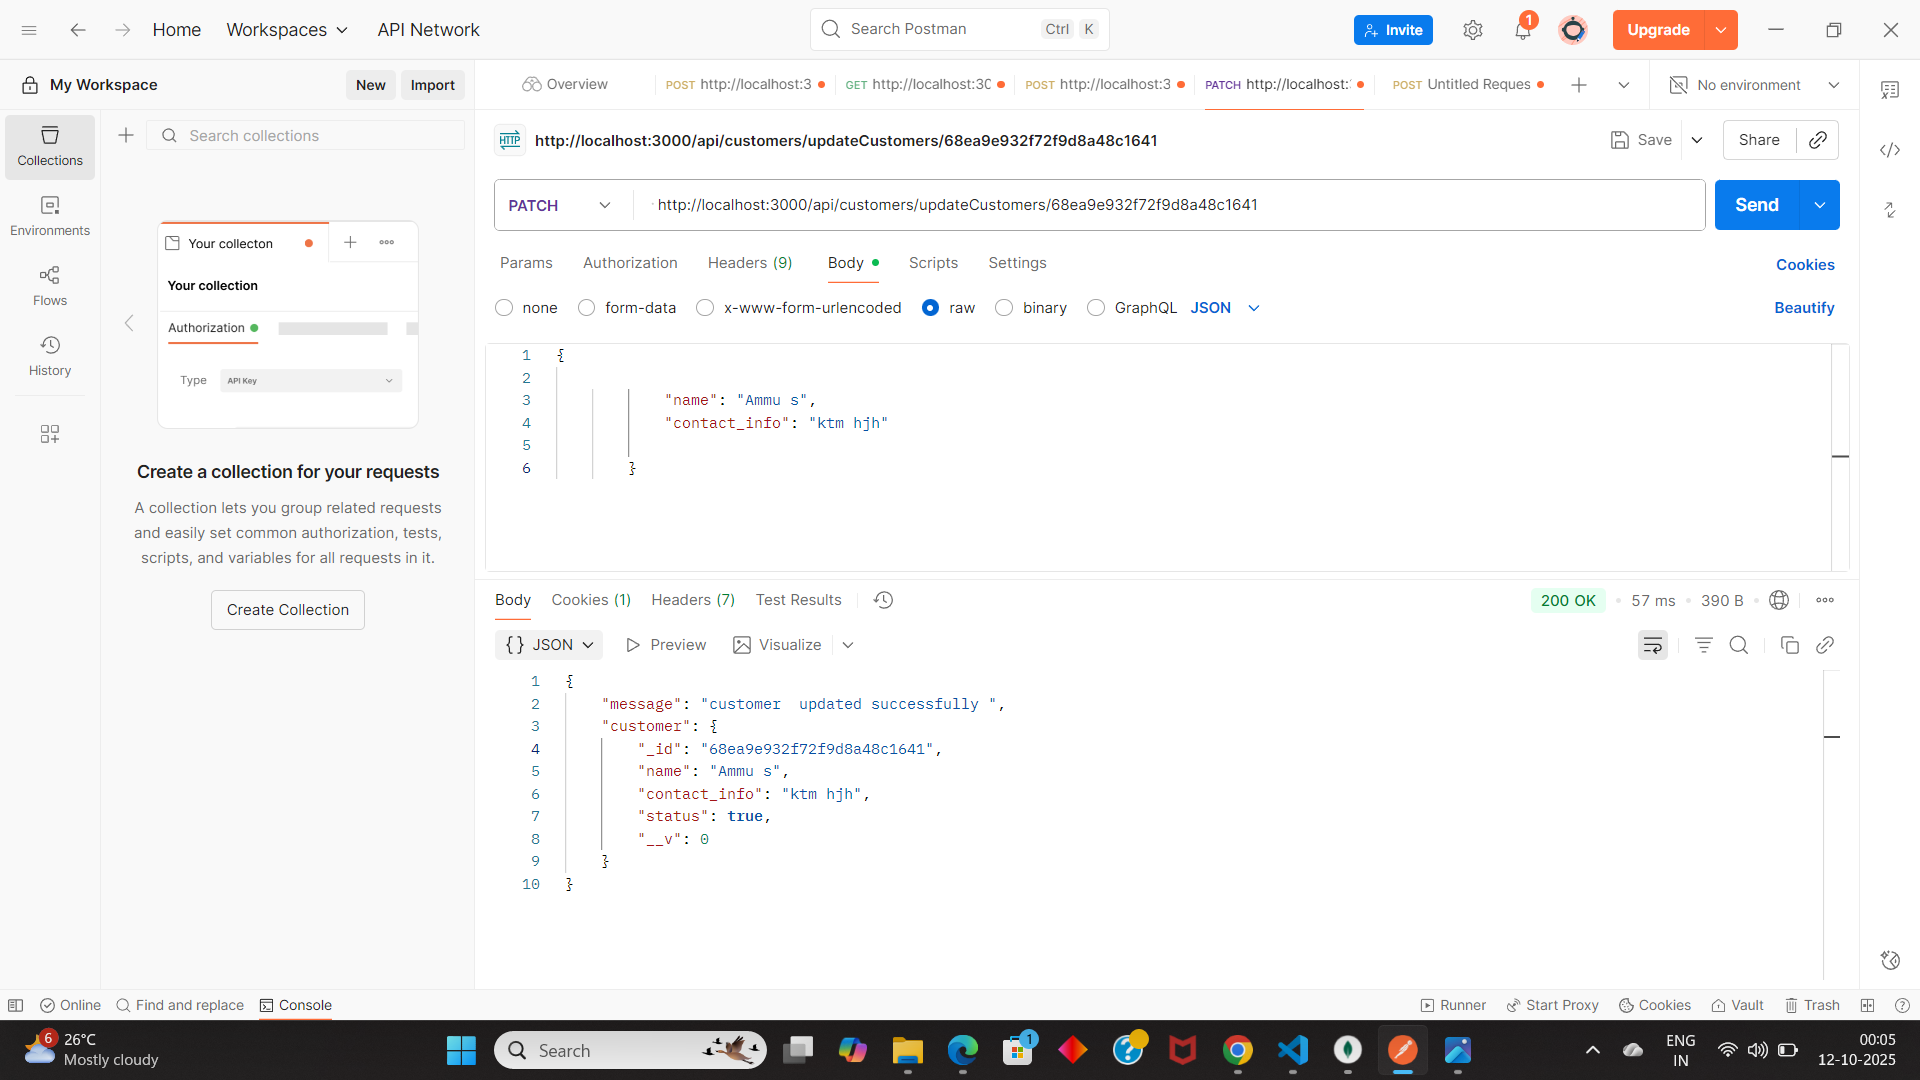 Home Workspaces API Network
Search Postman Ctrl K
Invite 1 Upgrade
My Workspace New Import
Overview POST http://localhost:3 GET http://localhost:30 POST http://localhost:3 PATCH http://localhost: POST Untitled Reques No environment
Search collections
Collections
Environments
Flows
History
Your collecton
Your collection
Authorization
Type API Key
Create a collection for your requests
A collection lets you group related requests
and easily set common authorization, tests,
scripts, and variables for all requests in it.
Create Collection
HTTP http://localhost:3000/api/customers/updateCustomers/68ea9e932f72f9d8a48c1641 Save Share
PATCH http://localhost:3000/api/customers/updateCustomers/68ea9e932f72f9d8a48c1641 Send
Params Authorization Headers (9) Body Scripts Settings Cookies
none form-data x-www-form-urlencoded raw binary GraphQL JSON Beautify
1 {
2
3 "name": "Ammu s",
4 "contact_info": "ktm hjh"
5
6 }
Body Cookies (1) Headers (7) Test Results 200 OK 57 ms 390 B
{} JSON Preview Visualize
1 {
2 "message": "customer  updated successfully ",
3 "customer": {
4 "_id": "68ea9e932f72f9d8a48c1641",
5 "name": "Ammu s",
6 "contact_info": "ktm hjh",
7 "status": true,
8 "__v": 0
9 }
10 }
Online Find and replace Console Runner Start Proxy Cookies Vault Trash
6 26°C
Mostly cloudy
Search
1
ENG
IN
00:05
12-10-2025